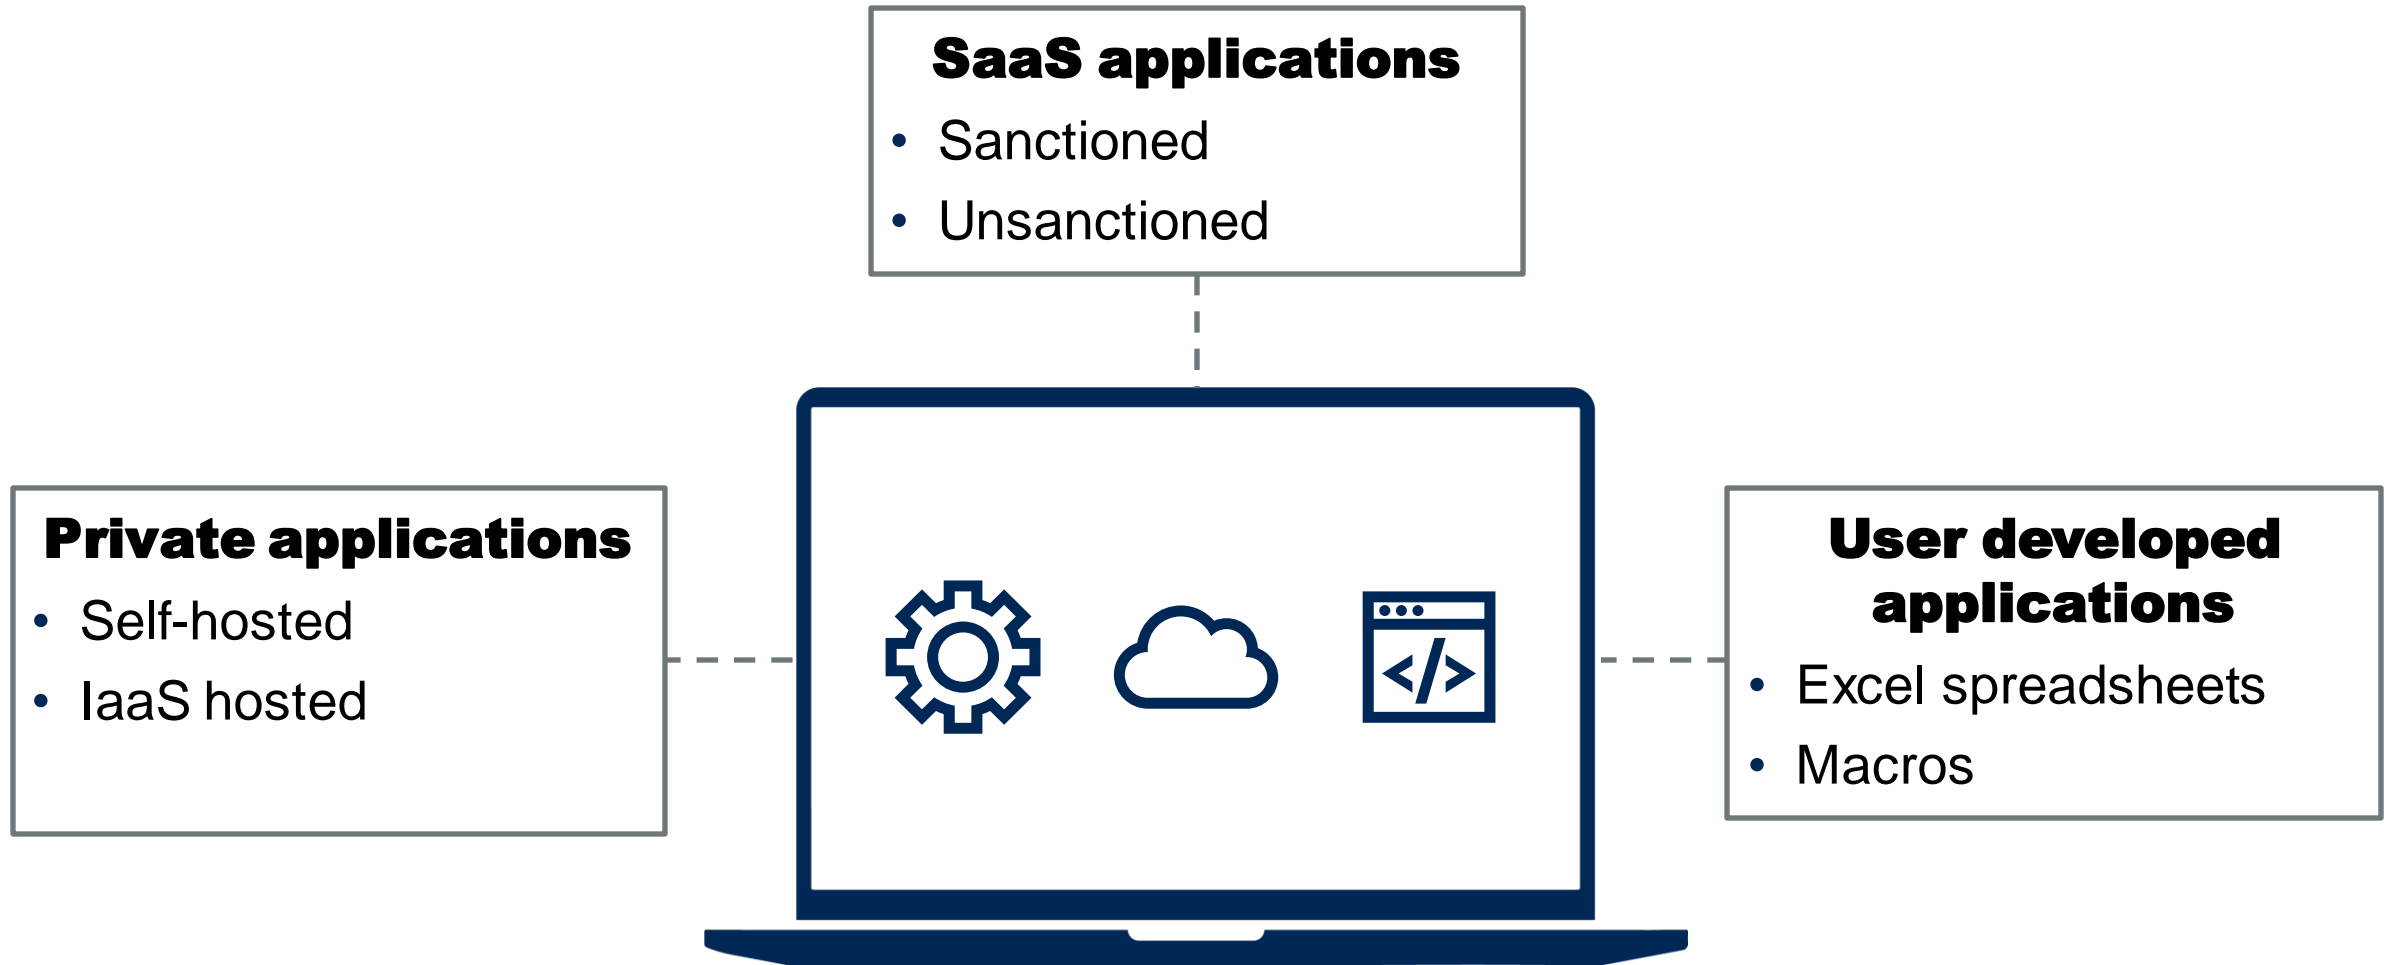 SaaS applications
• Sanctioned
• Unsanctioned
Private applications
• Self-hosted
• IaaS hosted
User developed
applications
• Excel spreadsheets
• Macros
</>